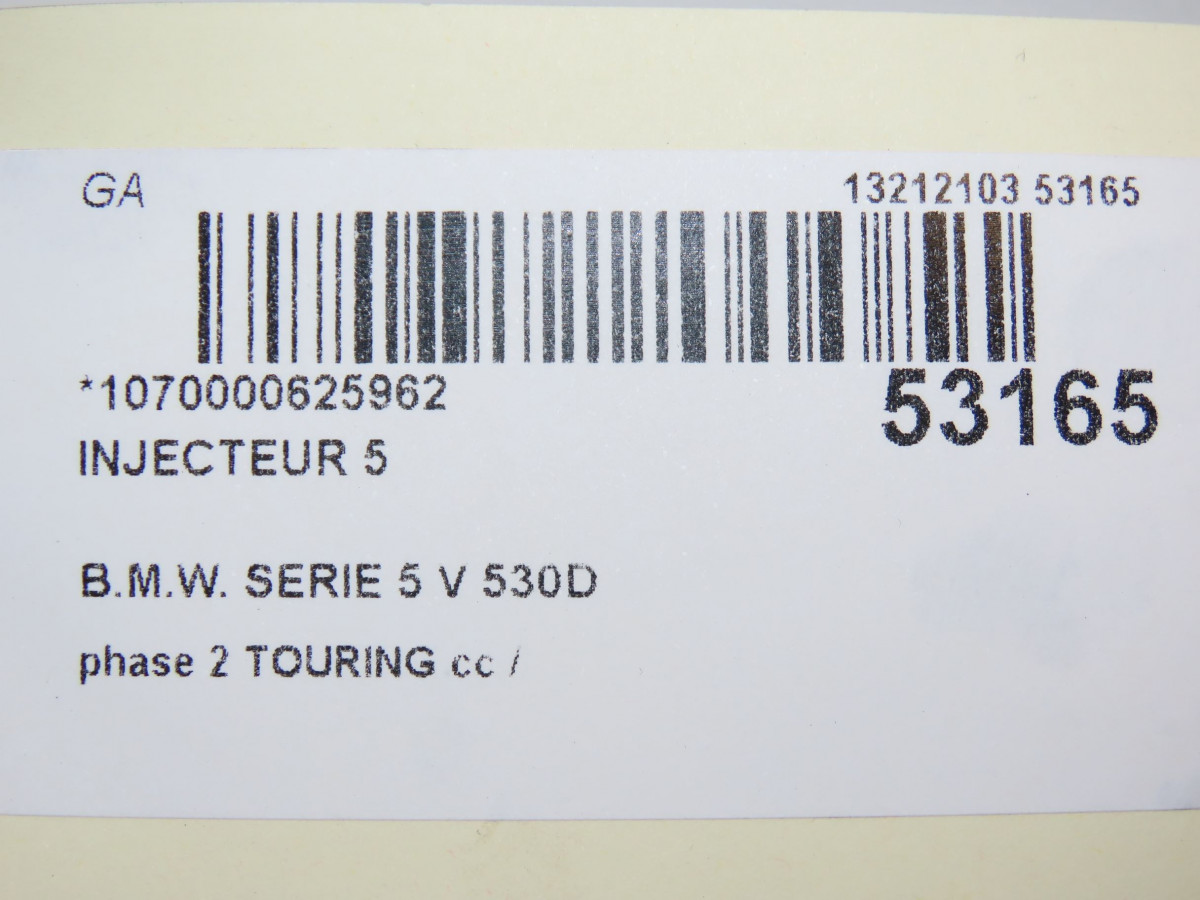 GA 13212103 53165
*1070000625962 53165
INJECTEUR 5
B.M.W. SERIE 5 V 530D
phase 2 TOURING cc /